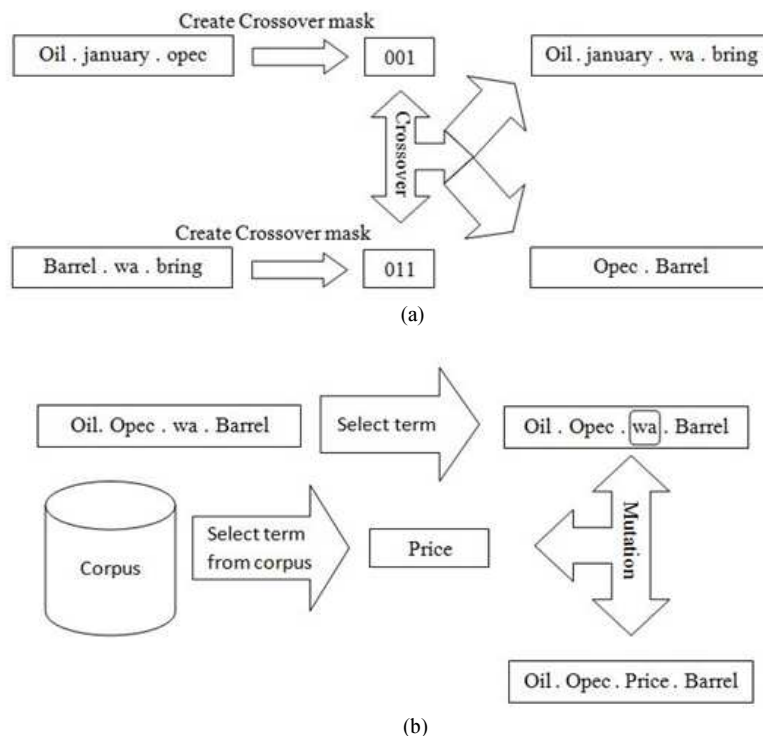 Create Crossover mask
Oil . january . opec
001
Oil . january . wa . bring
Crossover
Create Crossover mask
Barrel . wa . bring
011
Opec . Barrel
(a)
Oil. Opec . wa . Barrel
Select term
Oil . Opec . wa . Barrel
Corpus
Select term
from corpus
Price
Mutation
Oil . Opec . Price . Barrel
(b)